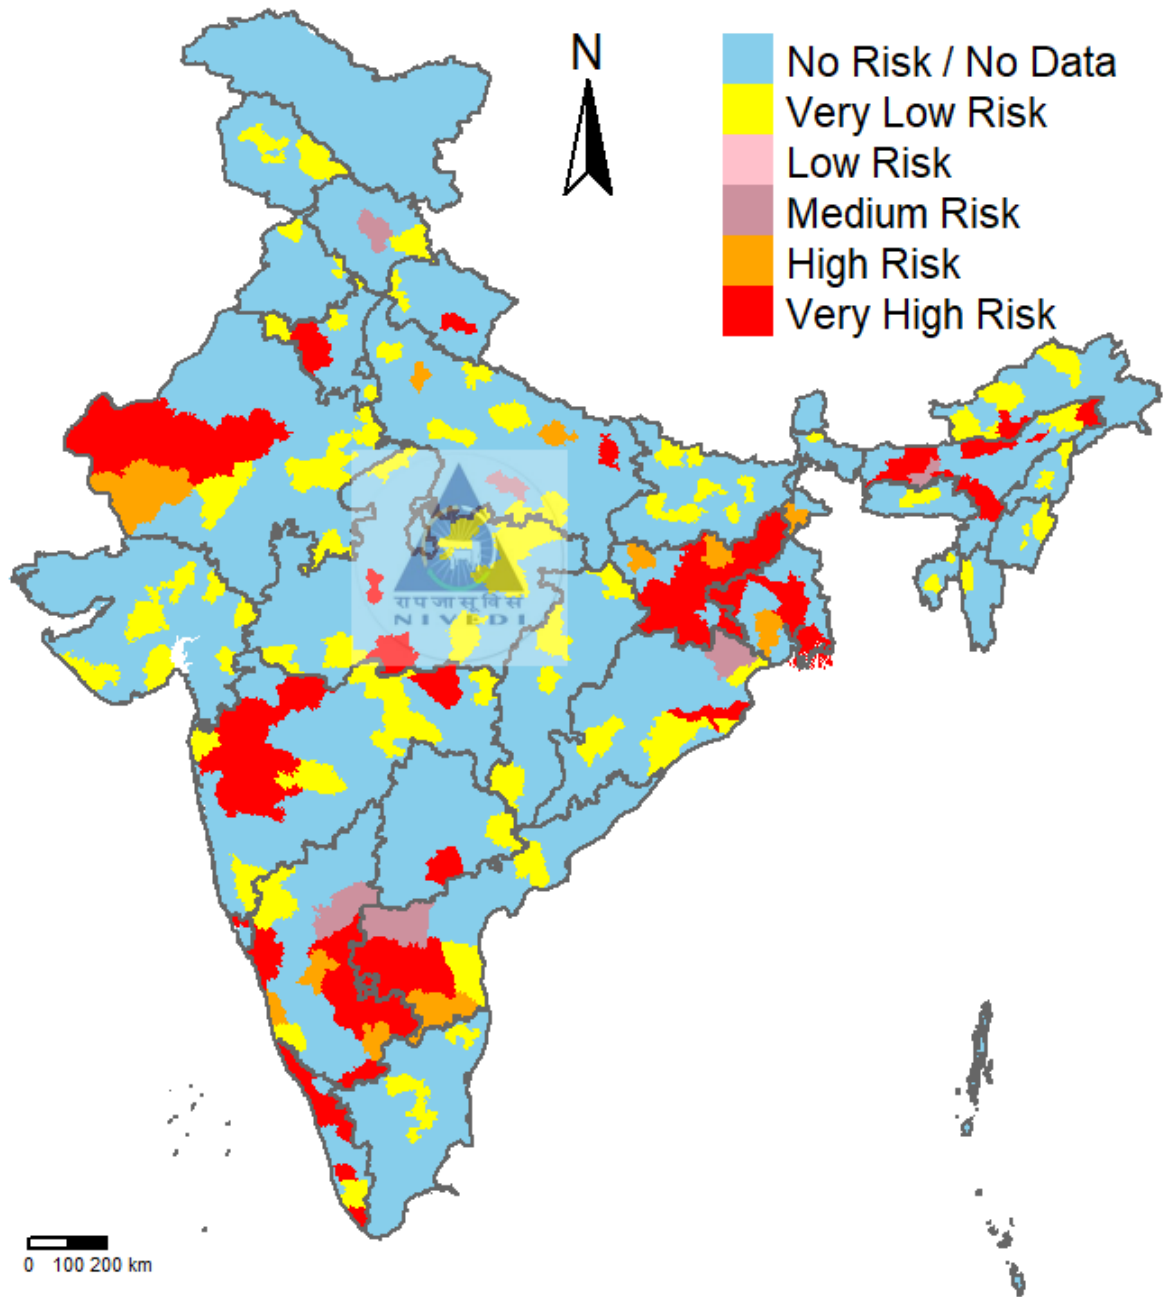 N
No Risk / No Data
Very Low Risk
Low Risk
Medium Risk
High Risk
Very High Risk
रापजासूविसं
NIVEDI
0 100 200 km